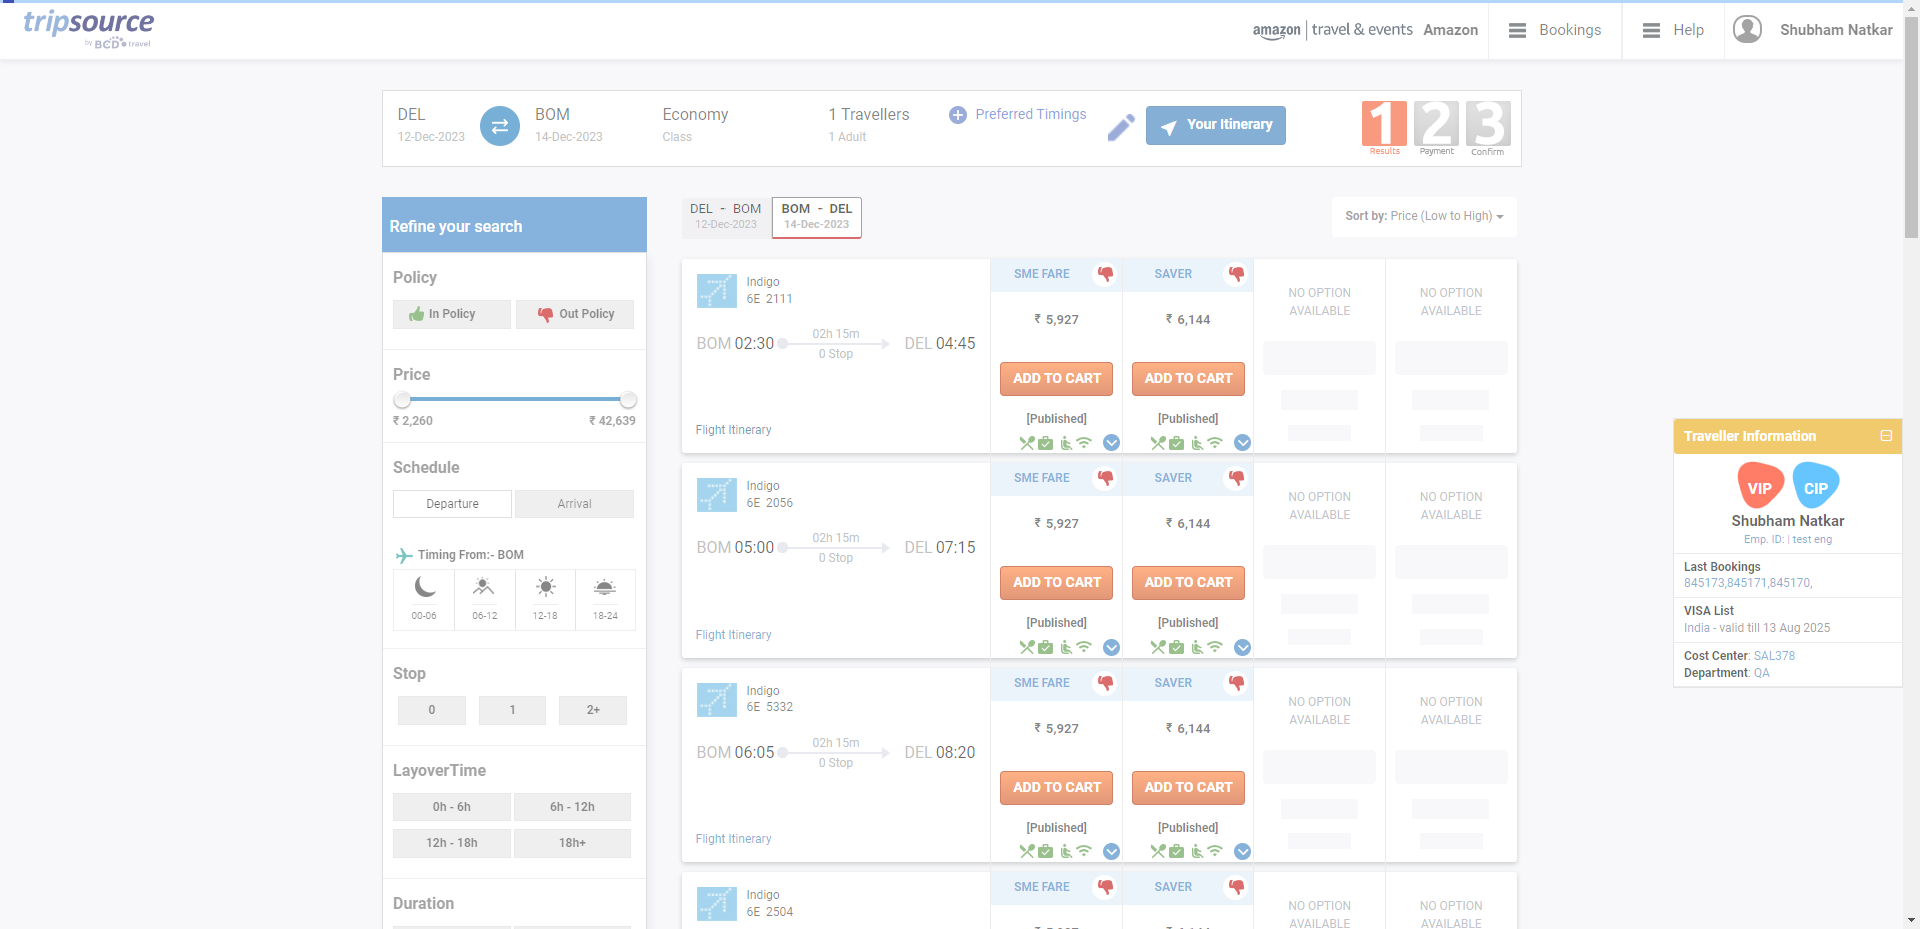 tripsource
by BCD travel
amazon | travel & events Amazon
Bookings
Help
Shubham Natkar
DEL
12-Dec-2023
BOM
14-Dec-2023
Economy
Class
1 Travellers
1 Adult
Preferred Timings
Your Itinerary
1 2 3
Results Payment Confirm
Refine your search
Policy
In Policy Out Policy
Price
₹ 2,260 ₹ 42,639
Schedule
Departure Arrival
Timing From:- BOM
00-06 06-12 12-18 18-24
Stop
0 1 2+
LayoverTime
0h - 6h 6h - 12h
12h - 18h 18h+
Duration
DEL - BOM
12-Dec-2023
BOM - DEL
14-Dec-2023
Sort by: Price (Low to High)
Indigo
6E 2111
BOM 02:30
02h 15m
0 Stop
DEL 04:45
Flight Itinerary
SME FARE
₹ 5,927
ADD TO CART
[Published]
SAVER
₹ 6,144
ADD TO CART
[Published]
NO OPTION
AVAILABLE
NO OPTION
AVAILABLE
Indigo
6E 2056
BOM 05:00
02h 15m
0 Stop
DEL 07:15
Flight Itinerary
SME FARE
₹ 5,927
ADD TO CART
[Published]
SAVER
₹ 6,144
ADD TO CART
[Published]
NO OPTION
AVAILABLE
NO OPTION
AVAILABLE
Indigo
6E 5332
BOM 06:05
02h 15m
0 Stop
DEL 08:20
Flight Itinerary
SME FARE
₹ 5,927
ADD TO CART
[Published]
SAVER
₹ 6,144
ADD TO CART
[Published]
NO OPTION
AVAILABLE
NO OPTION
AVAILABLE
Indigo
6E 2504
SME FARE
SAVER
NO OPTION
AVAILABLE
NO OPTION
AVAILABLE
Traveller Information
VIP CIP
Shubham Natkar
Emp. ID: | test eng
Last Bookings
845173,845171,845170,
VISA List
India - valid till 13 Aug 2025
Cost Center: SAL378
Department: QA